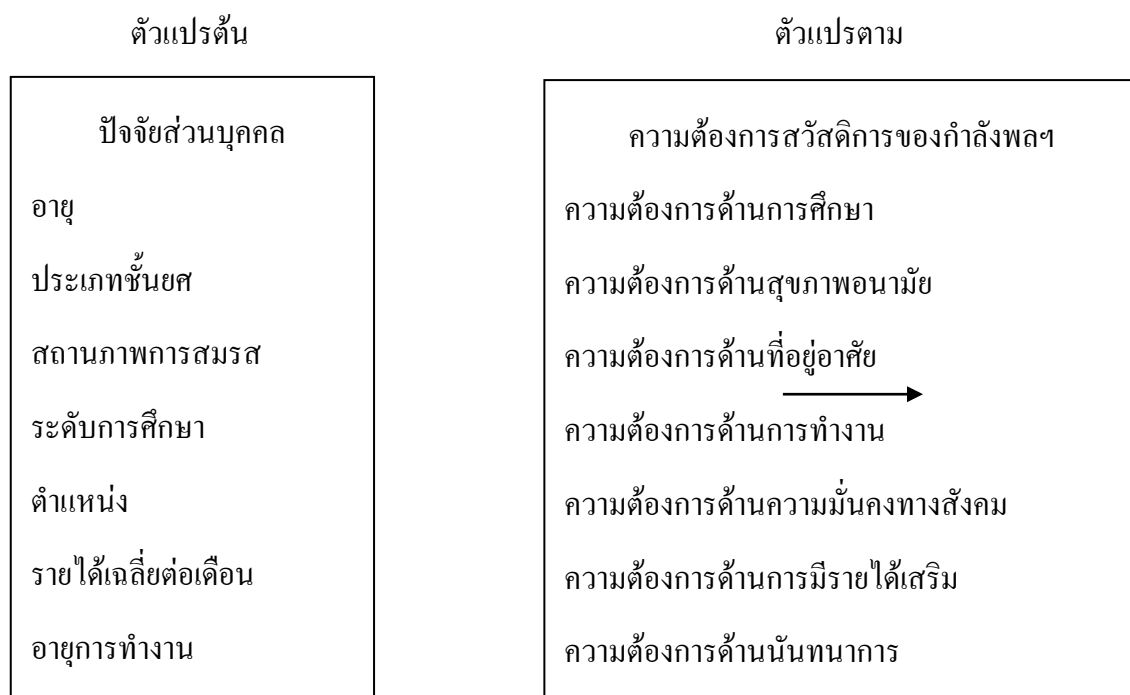 ตัวแปรต้น
ปัจจัยส่วนบุคคล
อายุ
ประเภทชั้นยศ
สถานภาพการสมรส
ระดับการศึกษา
ตำแหน่ง
รายได้เฉลี่ยต่อเดือน
อายุการทำงาน
ตัวแปรตาม
ความต้องการสวัสดิการของกำลังพลฯ
ความต้องการด้านการศึกษา
ความต้องการด้านสุขภาพอนามัย
ความต้องการด้านที่อยู่อาศัย
ความต้องการด้านการทำงาน
ความต้องการด้านความมั่นคงทางสังคม
ความต้องการด้านการมีรายได้เสริม
ความต้องการด้านนันทนาการ